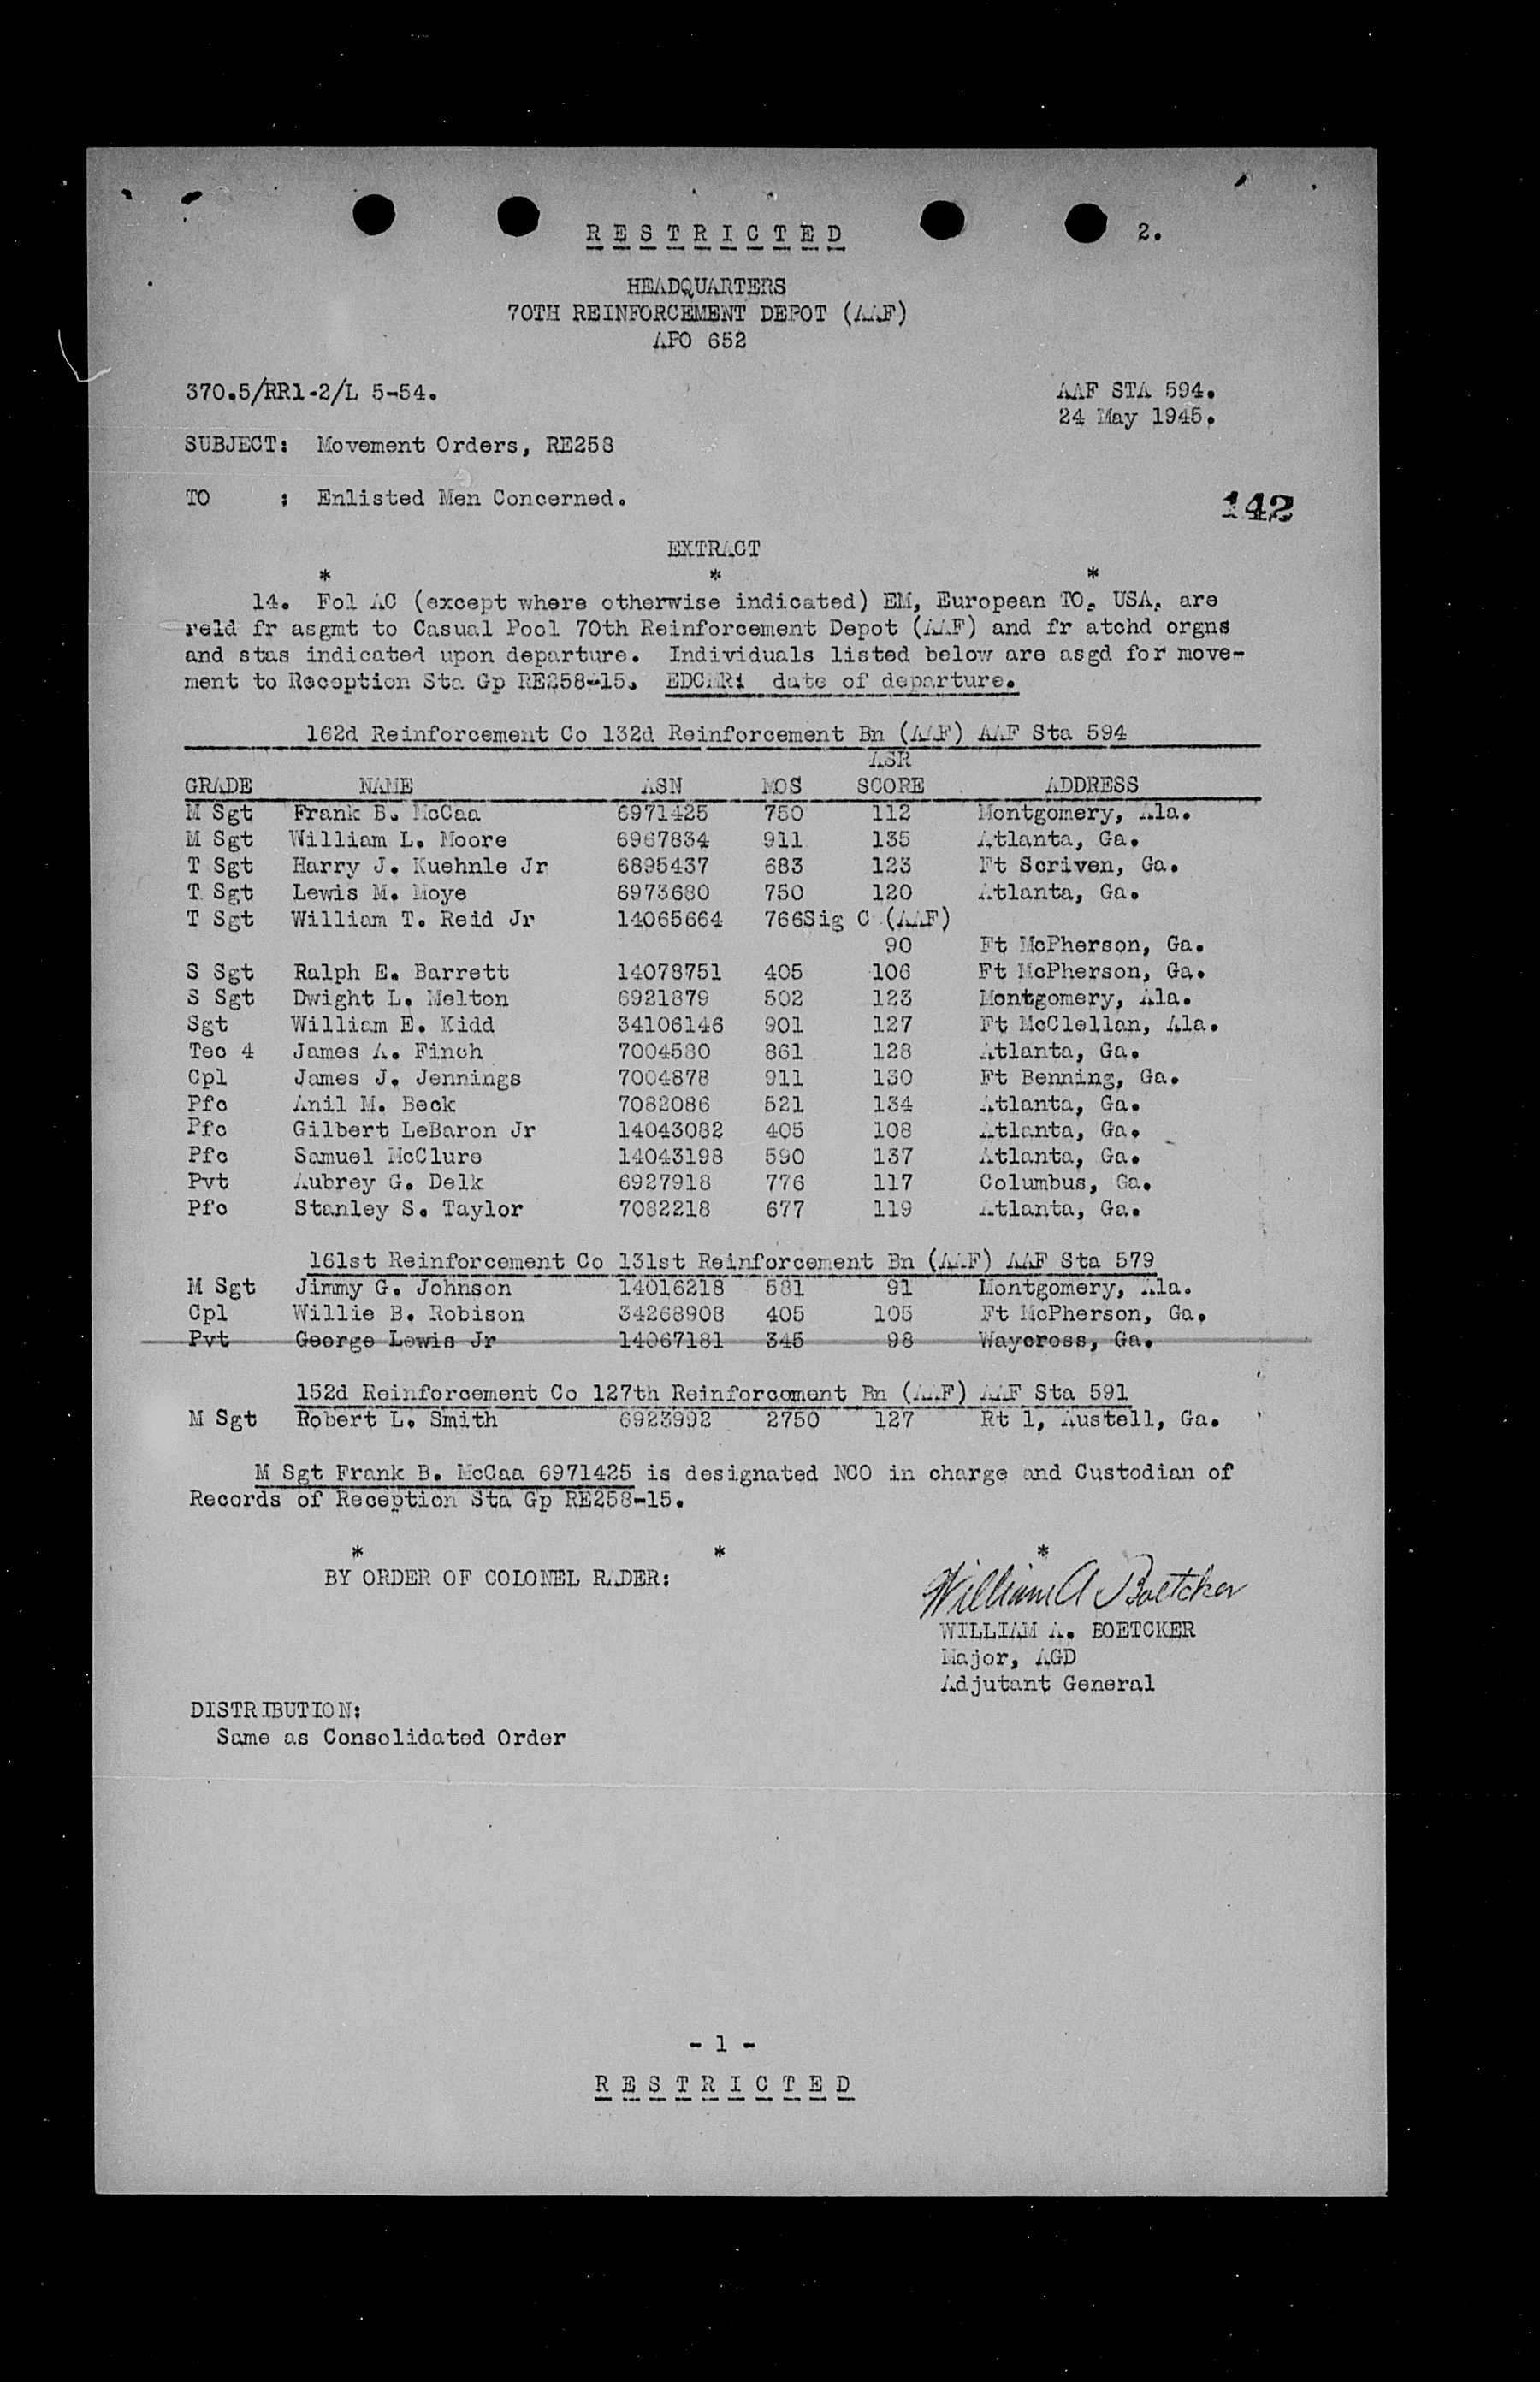 R E S T R I C T E D 2.
HEADQUARTERS
70TH REINFORCEMENT DEPOT (AAF)
APO 652
370.5/RR1-2/L 5-54. AAF STA 594.
24 May 1945.
SUBJECT: Movement Orders, RE258
TO : Enlisted Men Concerned.
142
EXTRACT
* * *
14. Fol AC (except where otherwise indicated) EM, European TO, USA, are
reld fr asgmt to Casual Pool 70th Reinforcement Depot (AAF) and fr atchd orgns
and stas indicated upon departure. Individuals listed below are asgd for move-
ment to Reception Sta Gp RE258-15. EDCMR: date of departure.
162d Reinforcement Co 132d Reinforcement Bn (AAF) AAF Sta 594
ASR
GRADE NAME ASN MOS SCORE ADDRESS
M Sgt Frank B. McCaa 6971425 750 112 Montgomery, Ala.
M Sgt William L. Moore 6967834 911 135 Atlanta, Ga.
T Sgt Harry J. Kuehnle Jr 6895437 683 123 Ft Scriven, Ga.
T Sgt Lewis M. Moye 6973680 750 120 Atlanta, Ga.
T Sgt William T. Reid Jr 14065664 766Sig C (AAF)
90 Ft McPherson, Ga.
S Sgt Ralph E. Barrett 14078751 405 106 Ft McPherson, Ga.
S Sgt Dwight L. Melton 6921879 502 123 Montgomery, Ala.
Sgt William E. Kidd 34106146 901 127 Ft McClellan, Ala.
Tec 4 James A. Finch 7004580 861 128 Atlanta, Ga.
Cpl James J. Jennings 7004878 911 130 Ft Benning, Ga.
Pfc Anil M. Beck 7082086 521 134 Atlanta, Ga.
Pfc Gilbert LeBaron Jr 14043082 405 108 Atlanta, Ga.
Pfc Samuel McClure 14043198 590 137 Atlanta, Ga.
Pvt Aubrey G. Delk 6927918 776 117 Columbus, Ga.
Pfc Stanley S. Taylor 7082218 677 119 Atlanta, Ga.
161st Reinforcement Co 131st Reinforcement Bn (AAF) AAF Sta 579
M Sgt Jimmy G. Johnson 14016218 581 91 Montgomery, Ala.
Cpl Willie B. Robison 34268908 405 105 Ft McPherson, Ga.
Pvt George Lewis Jr 14067181 345 98 Waycross, Ga.
152d Reinforcement Co 127th Reinforcement Bn (AAF) AAF Sta 591
M Sgt Robert L. Smith 6923992 2750 127 Rt 1, Austell, Ga.
M Sgt Frank B. McCaa 6971425 is designated NCO in charge and Custodian of
Records of Reception Sta Gp RE258-15.
* * *
BY ORDER OF COLONEL RADER:
William A Boetcker
WILLIAM A. BOETCKER
Major, AGD
Adjutant General
DISTRIBUTION:
Same as Consolidated Order
- 1 -
R E S T R I C T E D